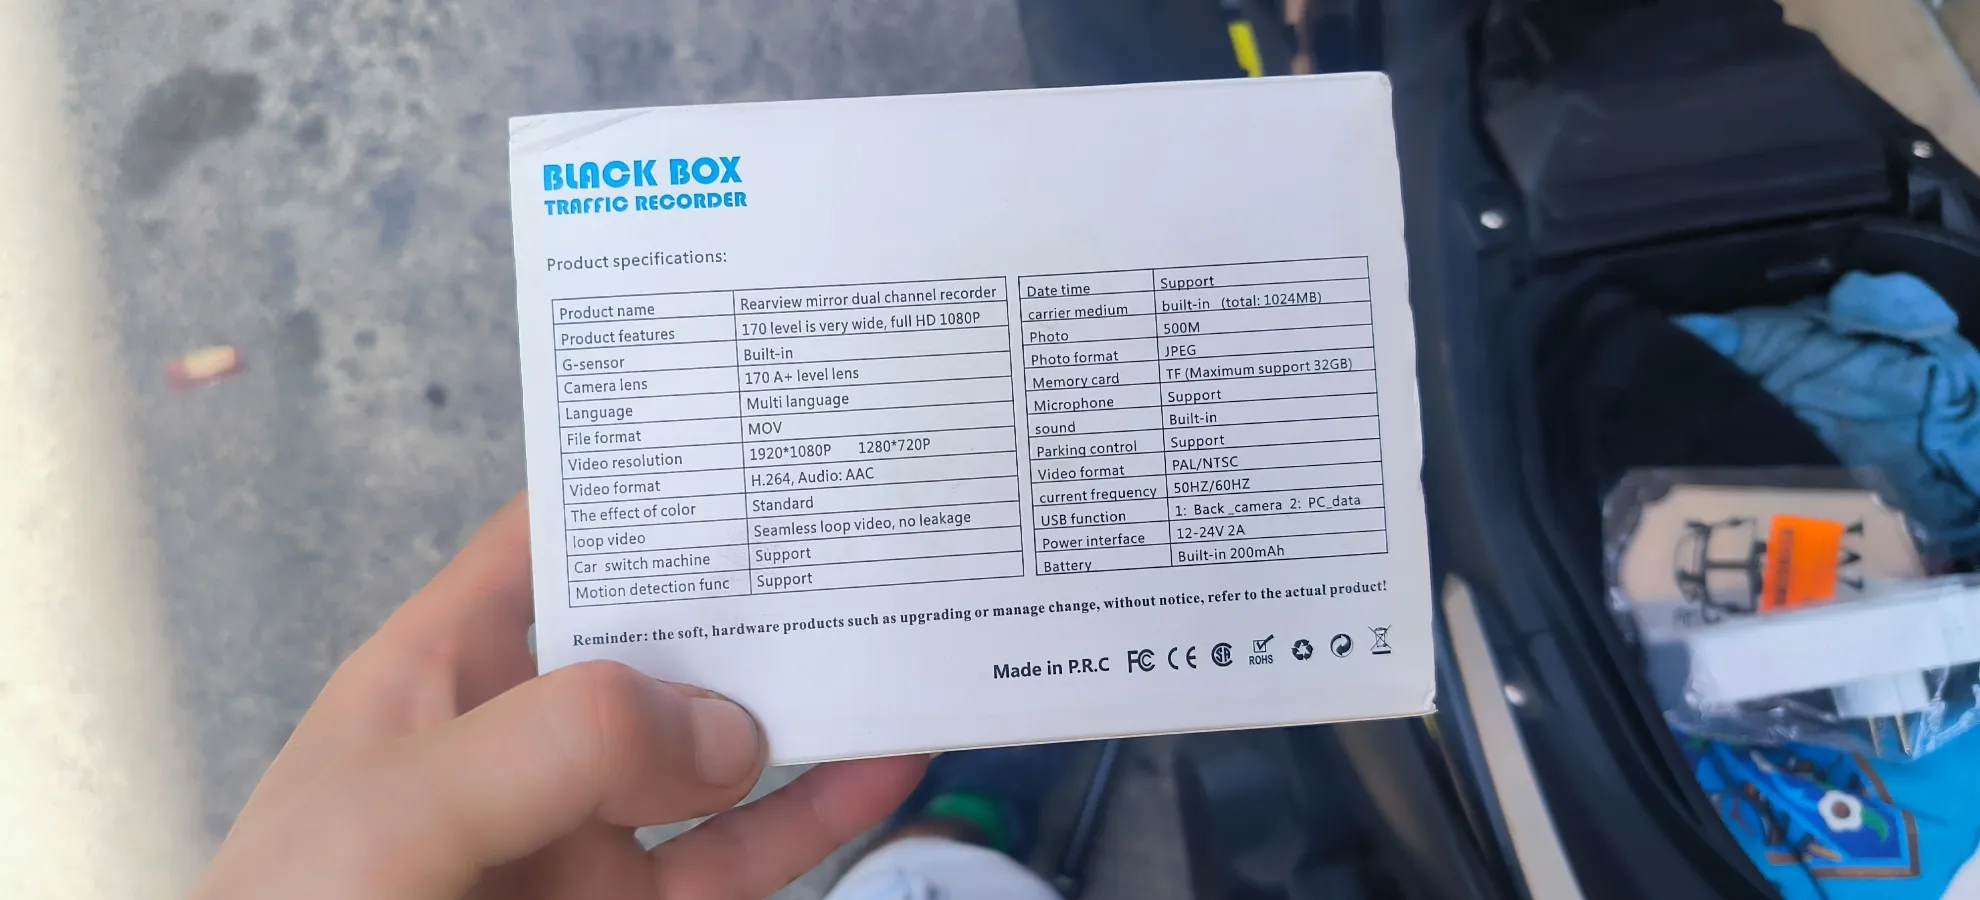 BLACK BOX
TRAFFIC RECORDER
Product specifications:
Product name Rearview mirror dual channel recorder
Product features 170 level is very wide, full HD 1080P
G-sensor Built-in
Camera lens 170 A+ level lens
Language Multi language
File format MOV
Video resolution 1920*1080P 1280*720P
Video format H.264, Audio: AAC
The effect of color Standard
loop video Seamless loop video, no leakage
Car switch machine Support
Motion detection func Support
Date time Support
carrier medium built-in (total: 1024MB)
Photo 500M
Photo format JPEG
Memory card TF (Maximum support 32GB)
Microphone Support
sound Built-in
Parking control Support
Video format PAL/NTSC
current frequency 50HZ/60HZ
USB function 1: Back_camera 2: PC_data
Power interface 12-24V 2A
Battery Built-in 200mAh
Reminder: the soft, hardware products such as upgrading or manage change, without notice, refer to the actual product!
Made in P.R.C FC CE SA ROHS